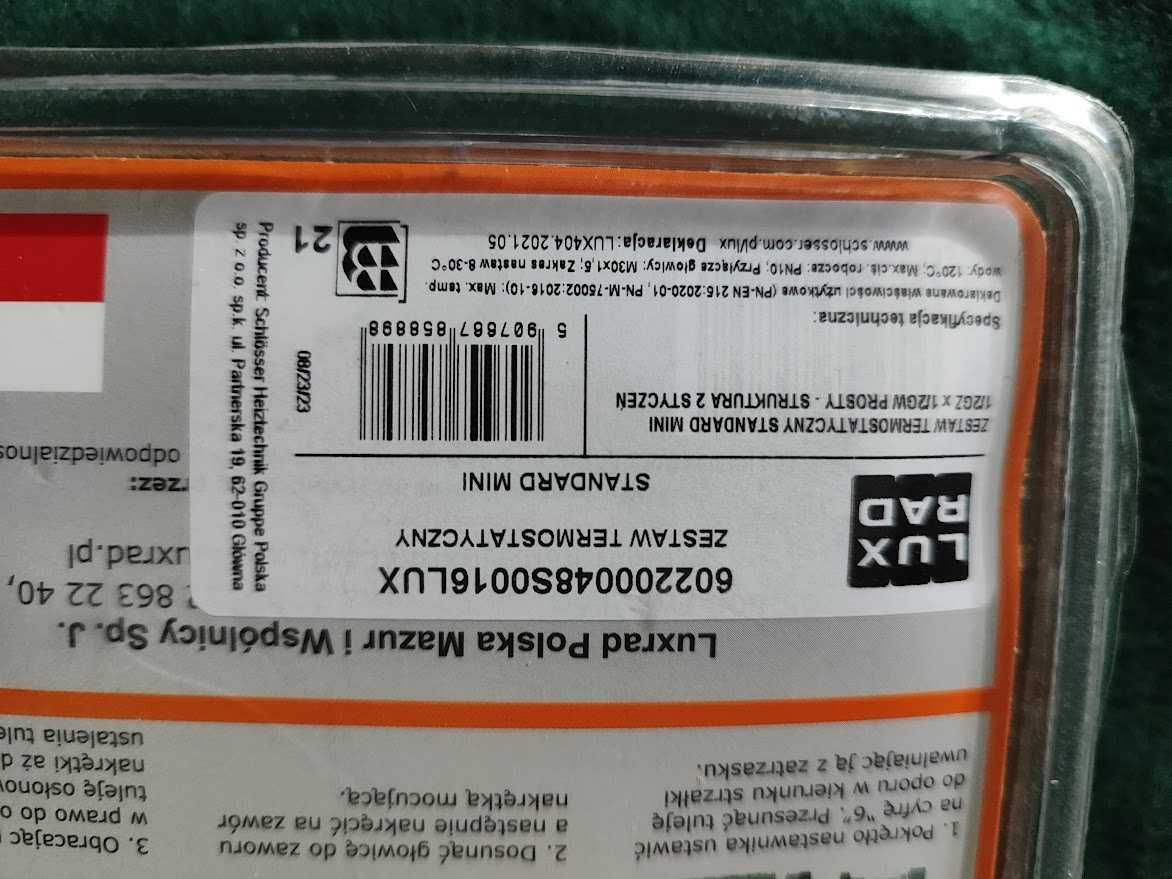 LUX
RAD
602200048S0016LUX
ZESTAW TERMOSTATYCZNY
STANDARD MINI
ZESTAW TERMOSTATYCZNY STANDARD MINI
1/2GZ x 1/2GW PROSTY - STRUKTURA 2 STYCZEŃ
Specyfikacja techniczna:
Deklarowane właściwości użytkowe (PN-EN 215:2020-01, PN-M-75002:2016-10): Max. temp.
wody: 120°C; Max.ciś. robocze: PN10; Przyłącze głowicy: M30x1,5; Zakres nastaw 8-30°C
www.schlosser.com.pl/lux Deklaracja: LUX404.2021.05
5 907887 858898
08/23/23
21
Producent: Schlösser Heiztechnik Gruppe Polska
sp. z o.o. sp.k. ul. Partnerska 19, 62-010 Główna
Luxrad Polska Mazur i Wspólnicy Sp. J.
863 22 40,
uxrad.pl
rzez:
1. Pokrętło nastawnika ustawić
na cyfrę "6". Przesunąć tuleję
do oporu w kierunku strzałki
uwalniając ją z zatrzasku.
2. Dosunąć głowicę do zaworu
a następnie nakręcić na zawór
nakrętką mocującą.
3. Obracając
w prawo do
nakrętki aż
ustalenia